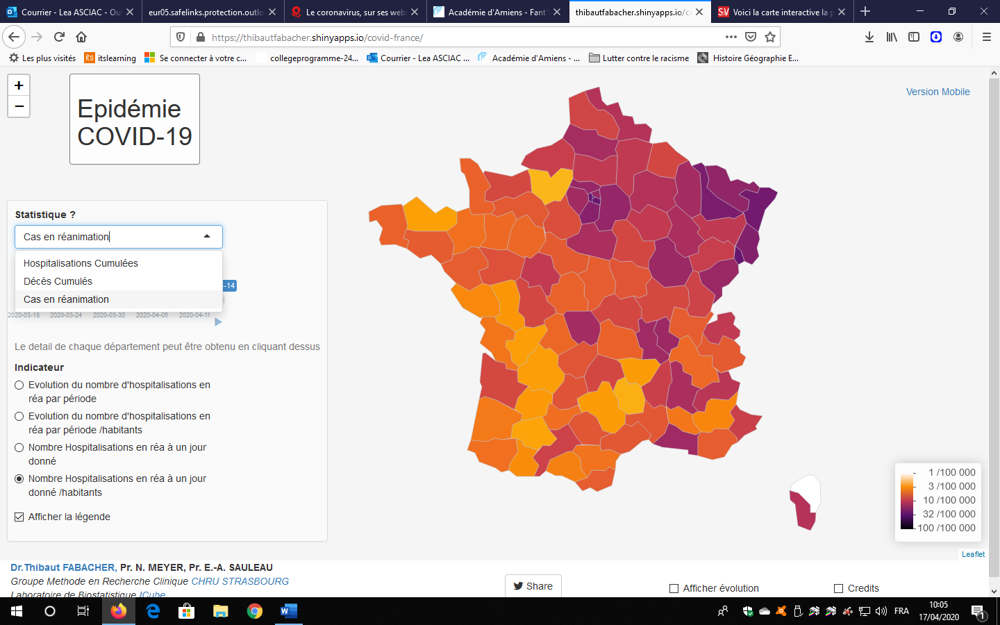 Courrier - Lea ASCIAC - Ou
eur05.safelinks.protection.outlo
Le coronavirus, sur ses web
Académie d'Amiens - Fant'
thibautfabacher.shinyapps.io/c
Voici la carte interactive la p
https://thibautfabacher.shinyapps.io/covid-france/
Les plus visités
its
itslearning
Se connecter à votre c...
collegeprogramme-24...
Courrier - Lea ASCIAC ...
Académie d'Amiens - ...
Lutter contre le racisme
Histoire Géographie E...
+
−
Epidémie
COVID-19
Version Mobile
Statistique ?
Cas en réanimation
Hospitalisations Cumulées
Décès Cumulés
Cas en réanimation
-14
2020-03-18 2020-03-24 2020-03-30 2020-04-05 2020-04-11
Le detail de chaque département peut être obtenu en cliquant dessus
Indicateur
Evolution du nombre d'hospitalisations en
réa par période
Evolution du nombre d'hospitalisations en
réa par période /habitants
Nombre Hospitalisations en réa à un jour
donné
Nombre Hospitalisations en réa à un jour
donné /habitants
Afficher la légende
1 /100 000
3 /100 000
10 /100 000
32 /100 000
100 /100 000
Leaflet
Dr.Thibaut FABACHER, Pr. N. MEYER, Pr. E.-A. SAULEAU
Groupe Methode en Recherche Clinique CHRU STRASBOURG
Laboratoire de Biostatistique ICube
Share
Afficher évolution
Credits
FRA
10:05
17/04/2020
1